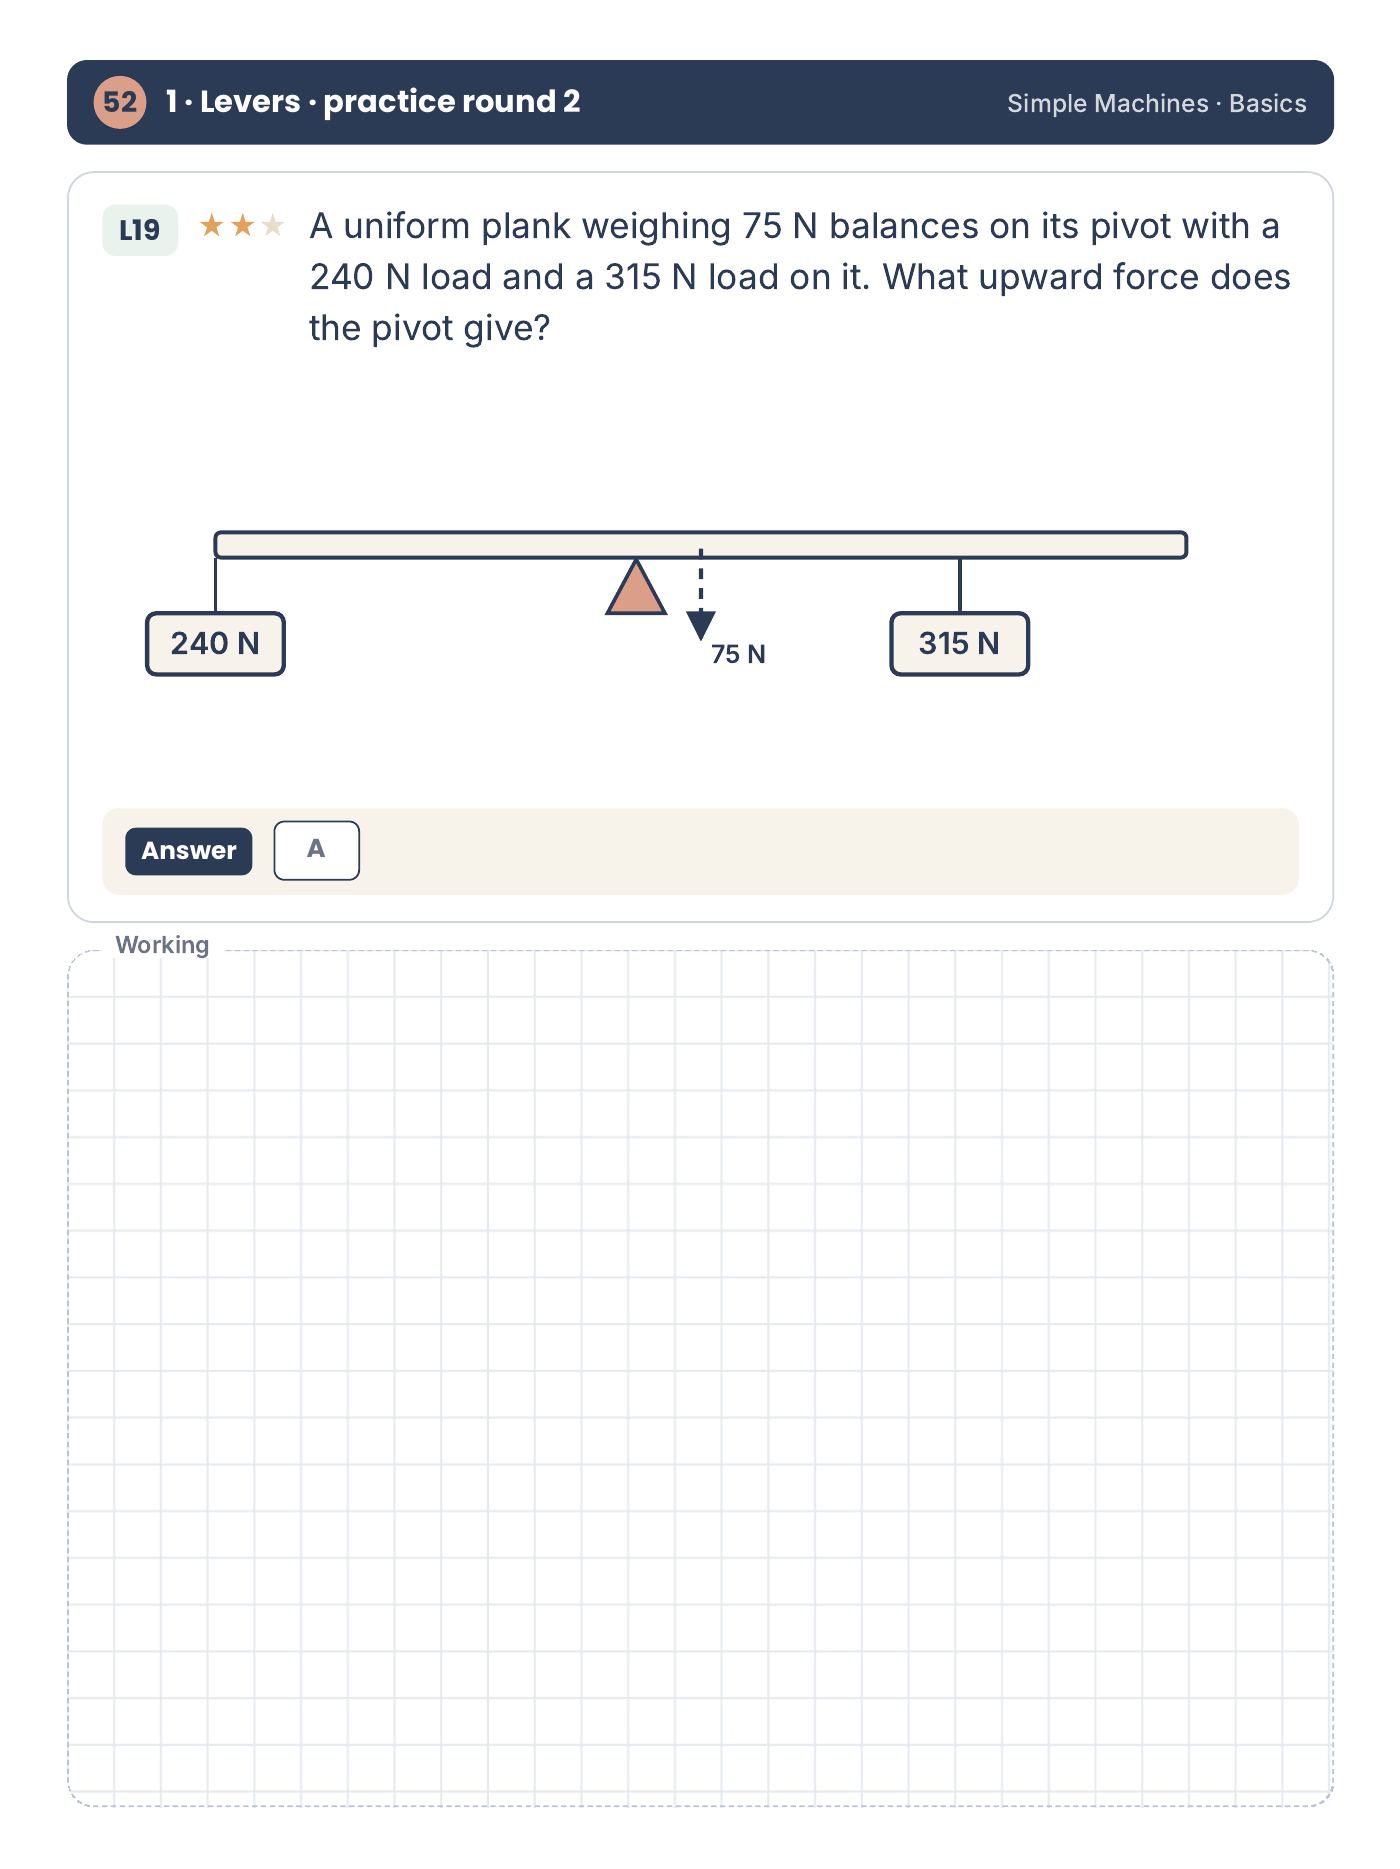 52 1 · Levers · practice round 2 Simple Machines · Basics
L19 ★★★ A uniform plank weighing 75 N balances on its pivot with a
240 N load and a 315 N load on it. What upward force does
the pivot give?
240 N 75 N 315 N
Answer A
Working